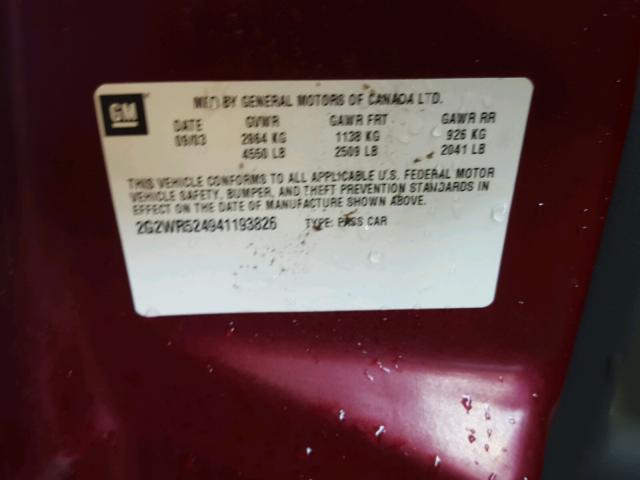 GM
MFD BY GENERAL MOTORS OF CANADA LTD.
DATE GVWR GAWR FRT GAWR RR
09/03 2064 KG 1138 KG 926 KG
4550 LB 2509 LB 2041 LB
THIS VEHICLE CONFORMS TO ALL APPLICABLE U.S. FEDERAL MOTOR
VEHICLE SAFETY, BUMPER, AND THEFT PREVENTION STANDARDS IN
EFFECT ON THE DATE OF MANUFACTURE SHOWN ABOVE.
2G2WR524941193826 TYPE: PASS CAR